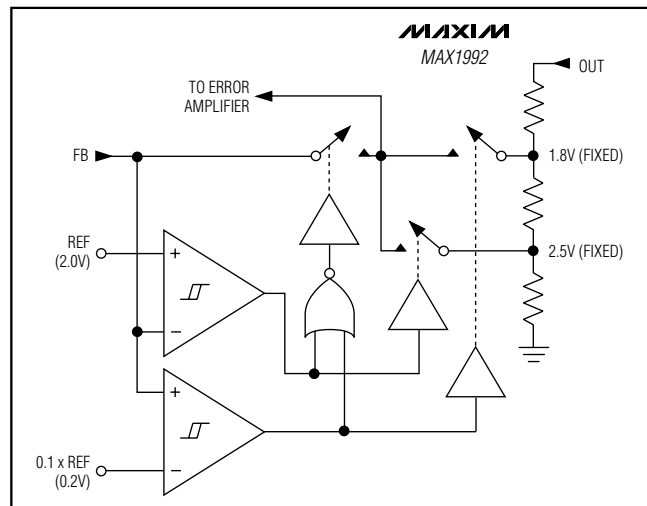 MAXIM
MAX1992
OUT
TO ERROR
AMPLIFIER
FB
1.8V (FIXED)
REF
(2.0V)
+
2.5V (FIXED)
−
+
0.1 x REF
(0.2V)
−